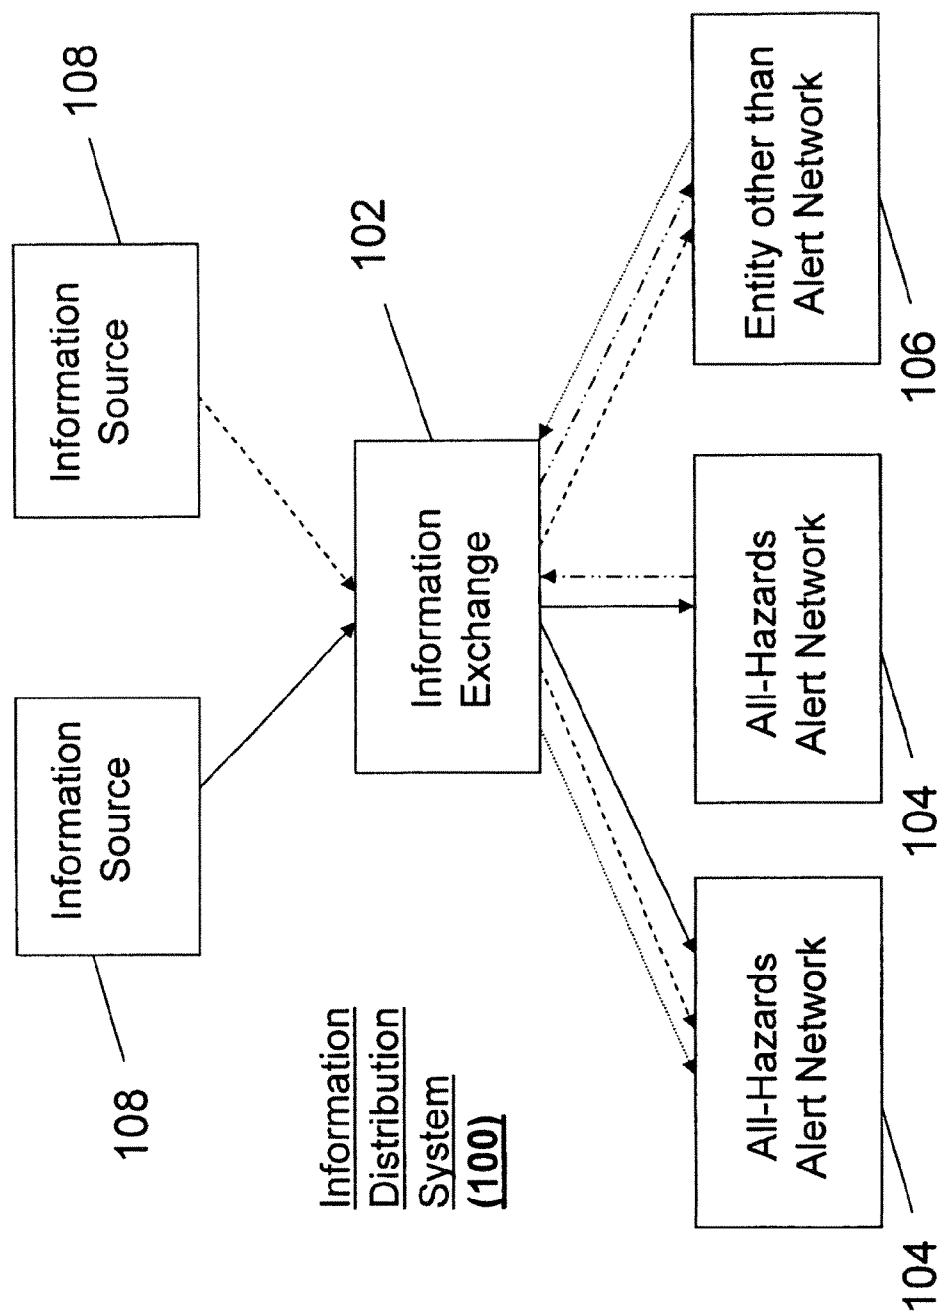 108
Information
Source
108
Information
Source
Information
Distribution
System
(100)
102
Information
Exchange
All-Hazards
Alert Network
104
All-Hazards
Alert Network
104
Entity other than
Alert Network
106